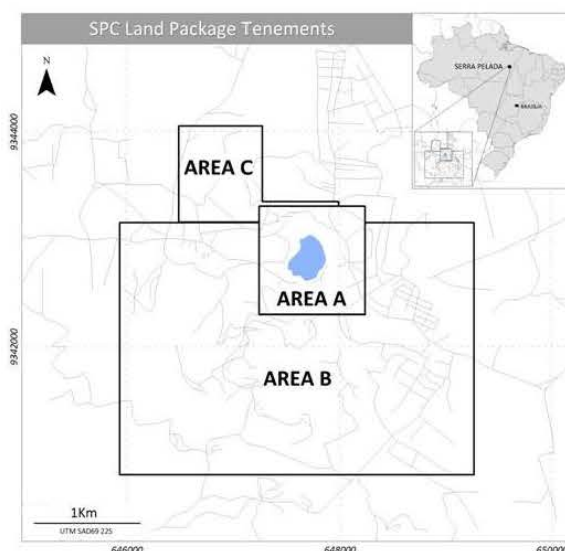 SPC Land Package Tenements
N
SERRA PELADA
BRASILIA
9344000
AREA C
AREA A
9342000
AREA B
1Km
UTM SAD69 22S
646000
648000
650000